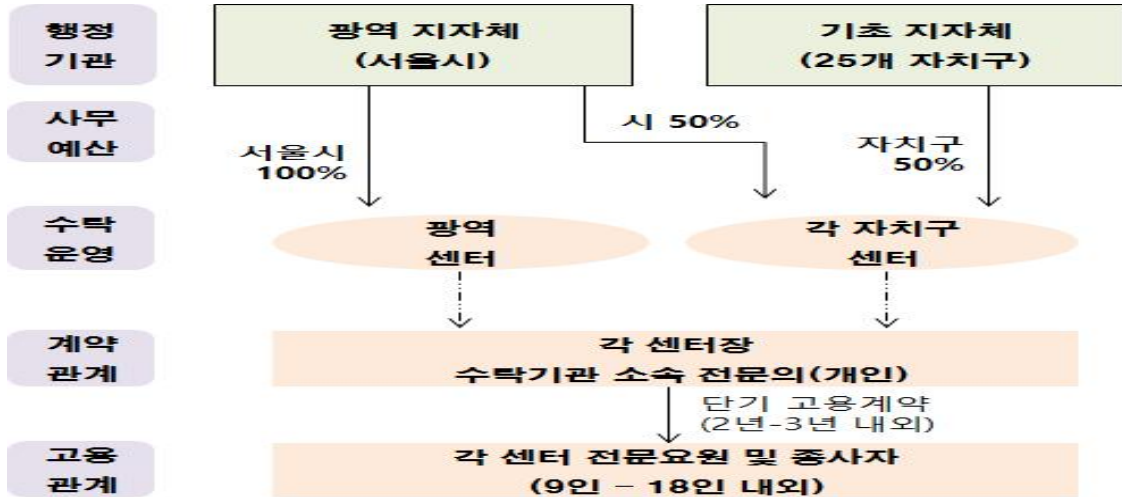 행정
기관
광역 지자체
(서울시)
기초 지자체
(25개 자치구)
사무
예산
서울시
100%
시 50%
자치구
50%
수탁
운영
광역
센터
각 자치구
센터
계약
관계
각 센터장
수탁기관 소속 전문의(개인)
단기 고용계약
(2년-3년 내외)
고용
관계
각 센터 전문요원 및 종사자
(9인 – 18인 내외)